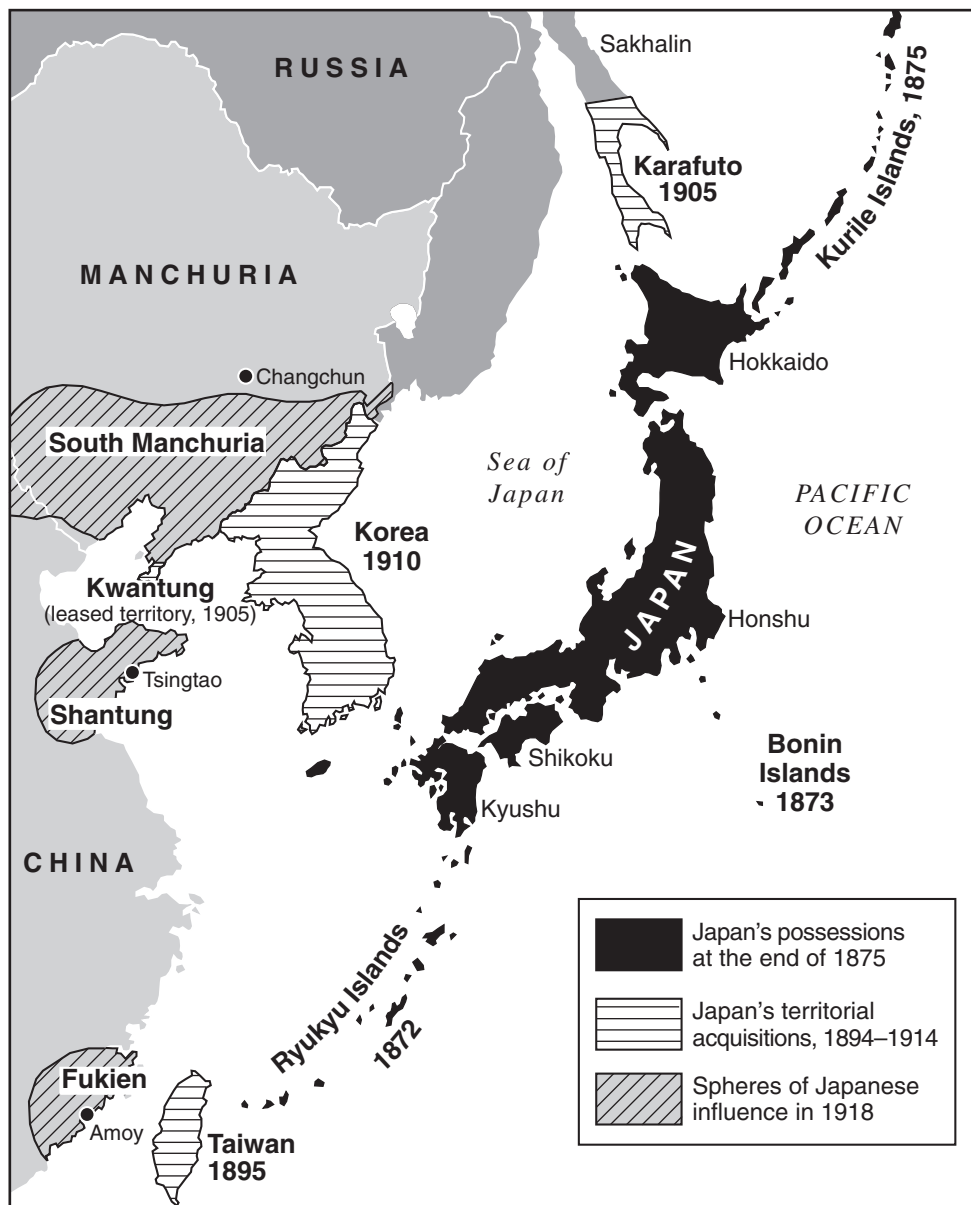 RUSSIA
Sakhalin
Kurile Islands, 1875
Karafuto
1905
MANCHURIA
Hokkaido
Changchun
South Manchuria
Sea of
Japan
PACIFIC
OCEAN
Korea
1910
JAPAN
Kwantung
(leased territory, 1905)
Honshu
Tsingtao
Shantung
Shikoku
Bonin
Islands
1873
Kyushu
CHINA
Ryukyu Islands
1872
Fukien
Amoy
Taiwan
1895
Japan's possessions
at the end of 1875
Japan's territorial
acquisitions, 1894–1914
Spheres of Japanese
influence in 1918